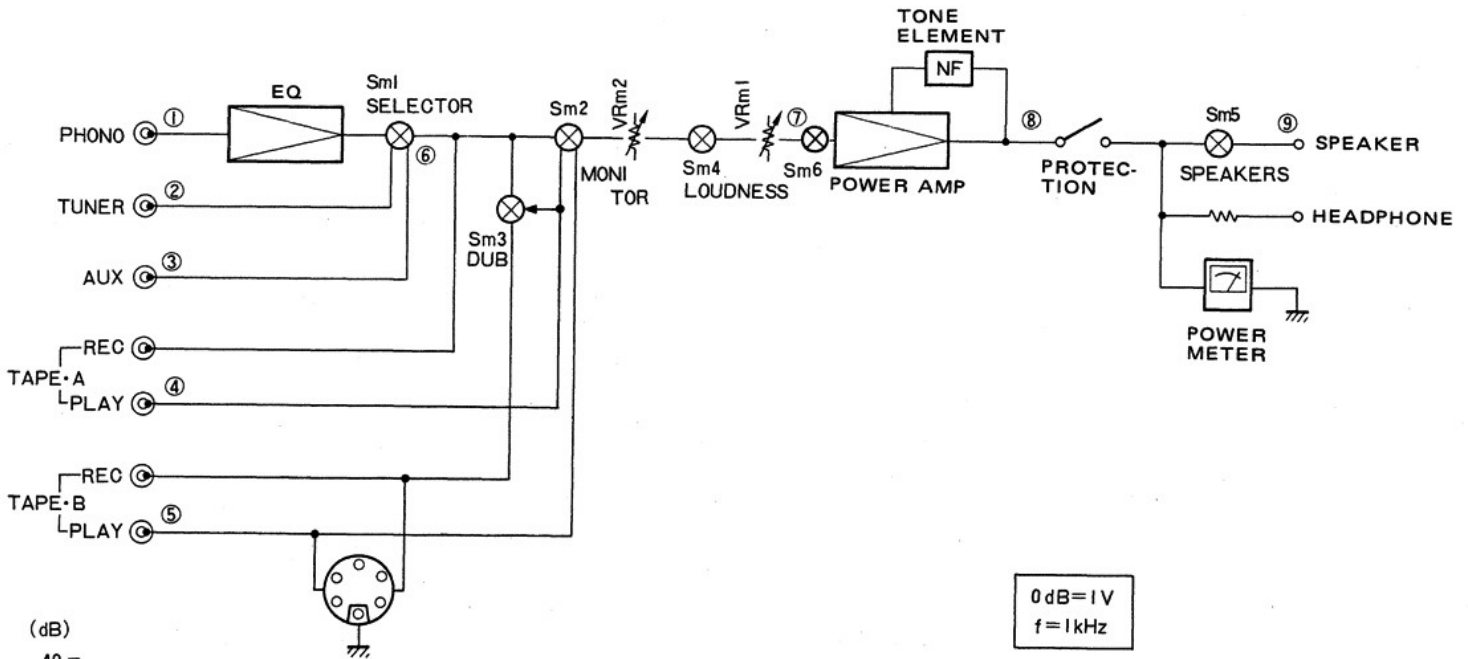 TONE
ELEMENT
NF
EQ
Sm1
SELECTOR
Sm2
VRm2
VRm1
PHONO
①
⑥
MONI
TOR
Sm4
LOUDNESS
⑦
Sm6
POWER AMP
⑧
PROTEC-
TION
Sm5
SPEAKERS
⑨
SPEAKER
TUNER
②
Sm3
DUB
HEADPHONE
AUX
③
POWER
METER
REC
TAPE·A
PLAY
④
REC
TAPE·B
PLAY
⑤
0dB=1V
f=1kHz
(dB)